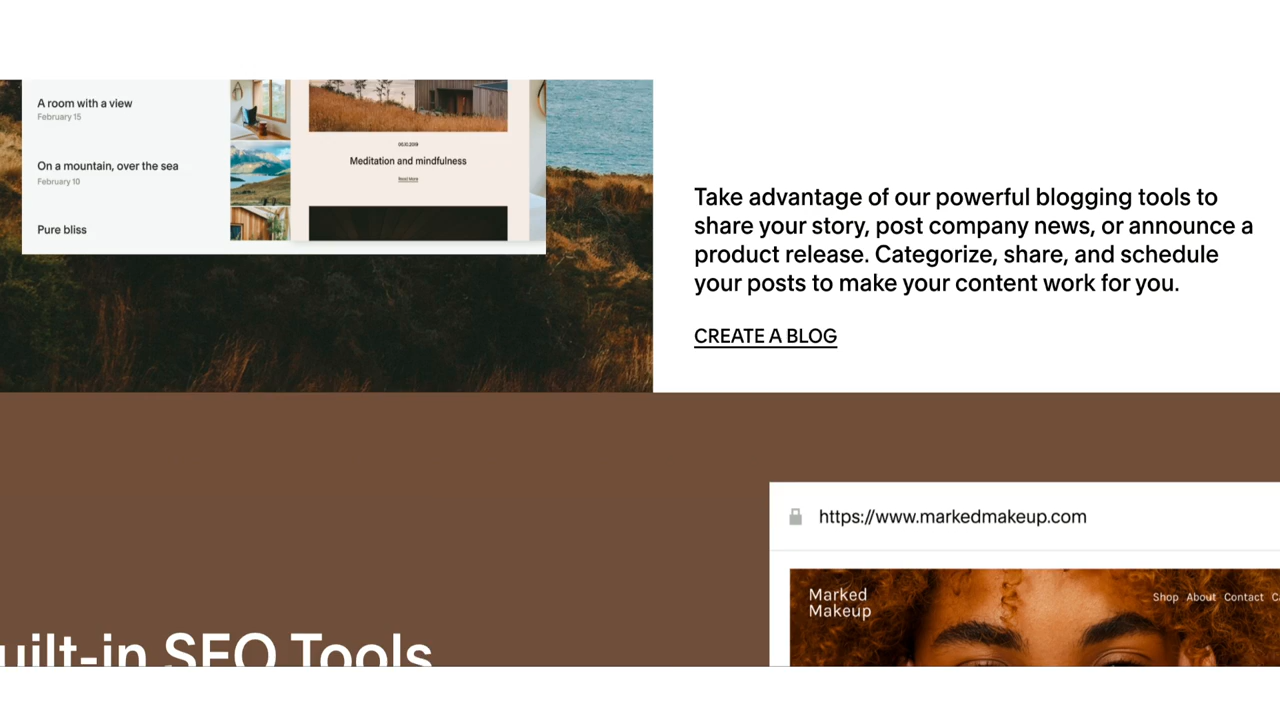 A room with a view
February 15
On a mountain, over the sea
February 10
Pure bliss
Meditation and mindfulness
Read More
Take advantage of our powerful blogging tools to
share your story, post company news, or announce a
product release. Categorize, share, and schedule
your posts to make your content work for you.
CREATE A BLOG
https://www.markedmakeup.com
Marked
Makeup
Shop About Contact
uilt-in SEO Tools